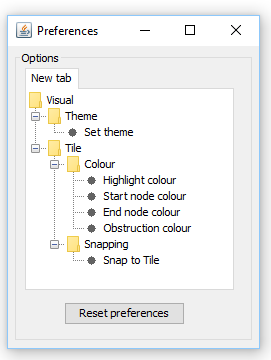 Preferences
Options
New tab
Visual
Theme
Set theme
Tile
Colour
Highlight colour
Start node colour
End node colour
Obstruction colour
Snapping
Snap to Tile
Reset preferences